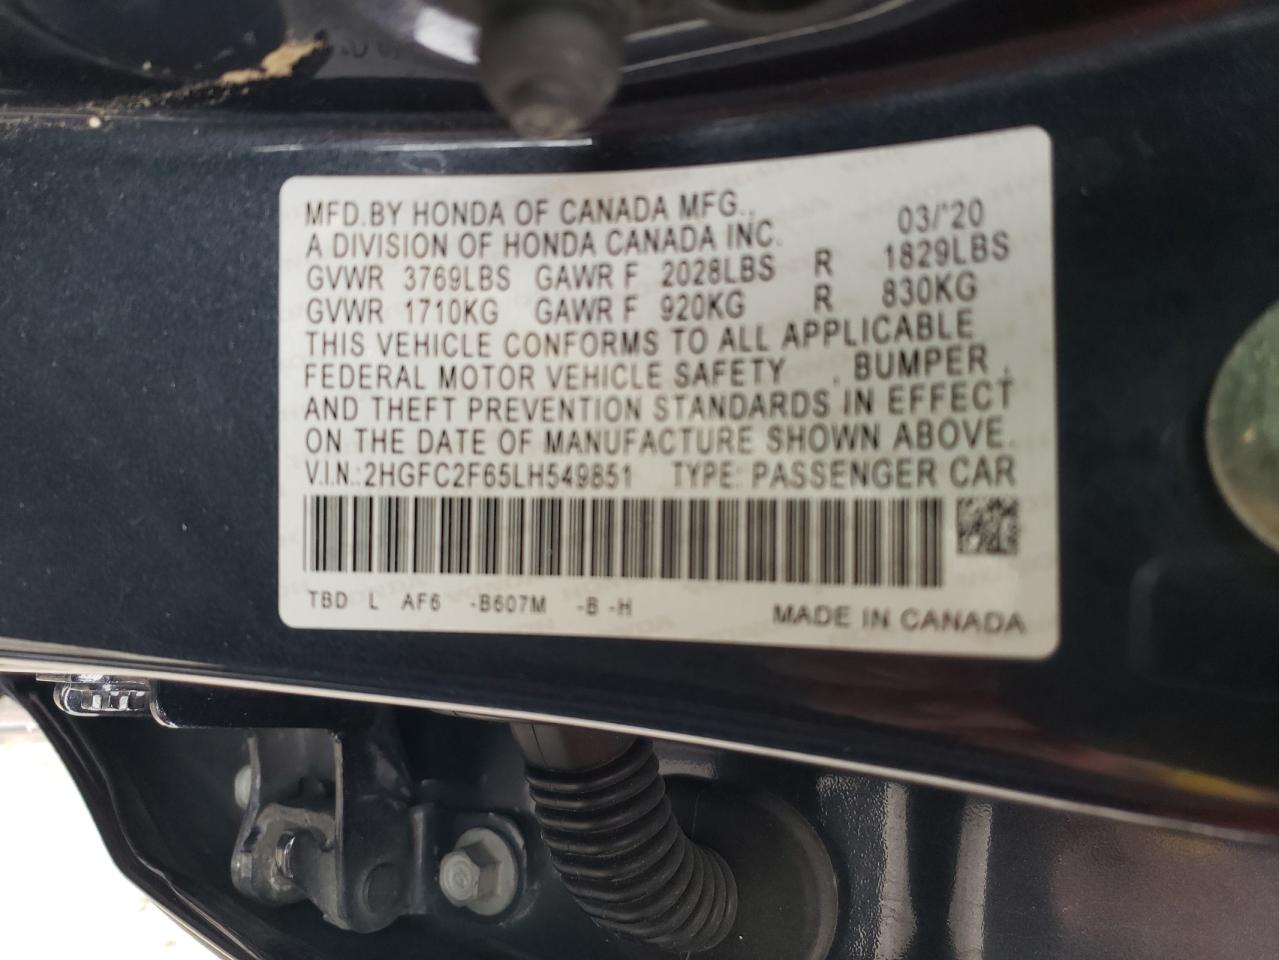 MFD.BY HONDA OF CANADA MFG., 03/'20
A DIVISION OF HONDA CANADA INC.
GVWR 3769LBS GAWR F 2028LBS R 1829LBS
GVWR 1710KG GAWR F 920KG R 830KG
THIS VEHICLE CONFORMS TO ALL APPLICABLE
FEDERAL MOTOR VEHICLE SAFETY , BUMPER ,
AND THEFT PREVENTION STANDARDS IN EFFECT
ON THE DATE OF MANUFACTURE SHOWN ABOVE.
V.I.N.:2HGFC2F65LH549851 TYPE: PASSENGER CAR
TBD L AF6 -B607M -B -H MADE IN CANADA